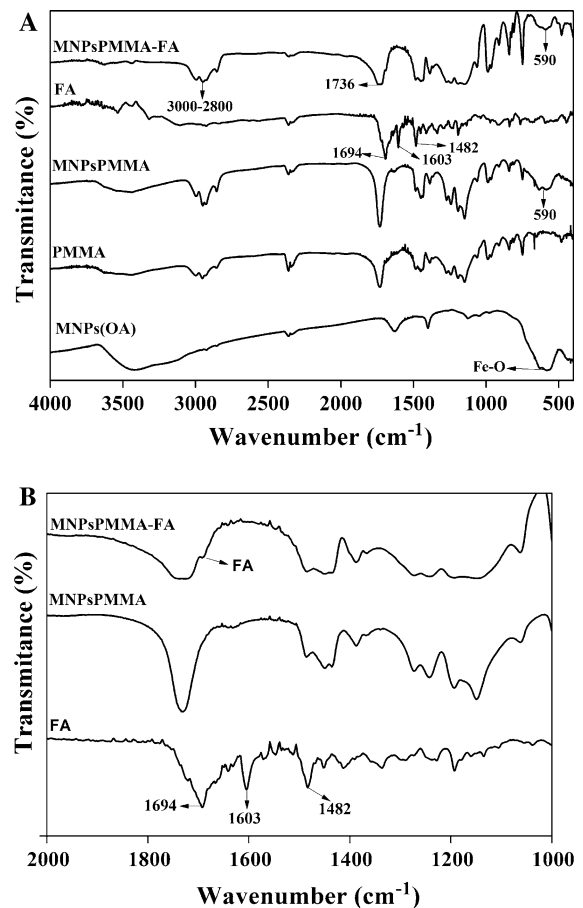 A
MNPsPMMA-FA
590
1736
3000-2800
FA
1482
1694
1603
MNPsPMMA
590
PMMA
MNPs(OA)
Fe-O
Transmitance (%)
4000 3500 3000 2500 2000 1500 1000 500
Wavenumber (cm-1)
B
MNPsPMMA-FA
FA
MNPsPMMA
FA
1694
1603
1482
Transmitance (%)
2000 1800 1600 1400 1200 1000
Wavenumber (cm-1)